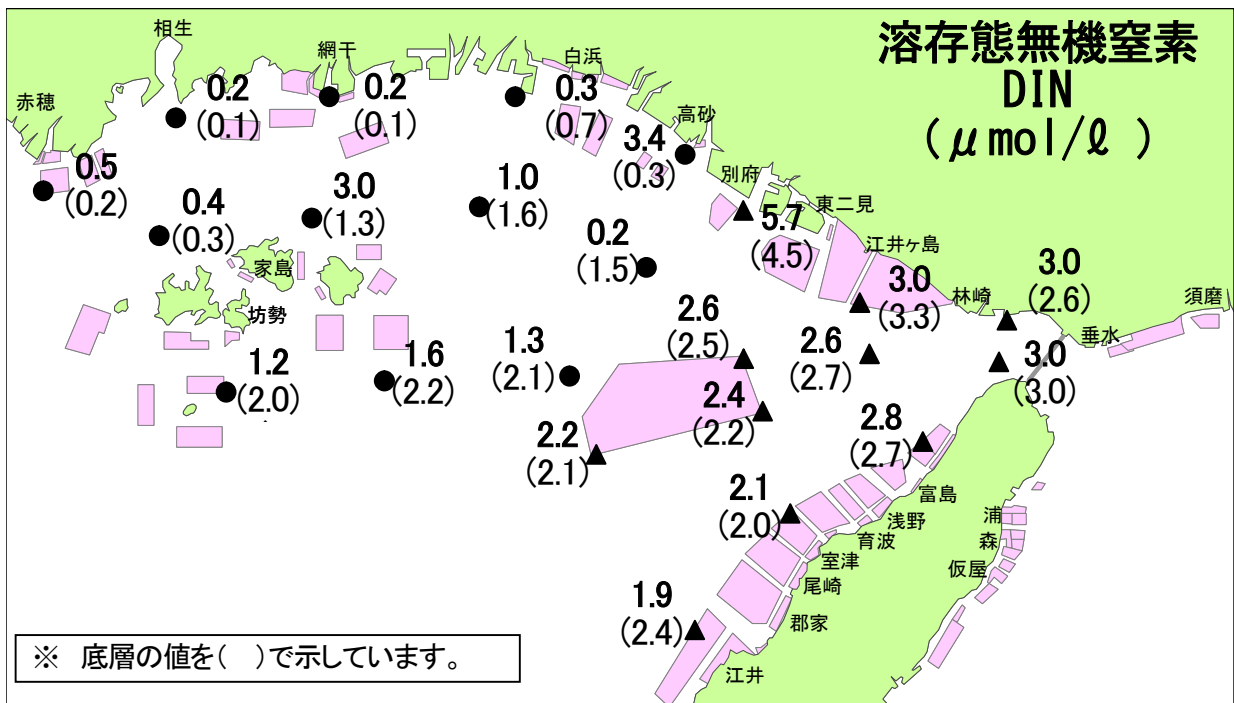 溶存態無機窒素
DIN
(μmol/ℓ )
相生
網干
白浜
赤穂
高砂
別府
東二見
江井ヶ島
林崎
垂水
須磨
家島
坊勢
0.2
(0.1)
0.2
(0.1)
0.3
(0.7)
3.4
(0.3)
0.5
(0.2)
0.4
(0.3)
3.0
(1.3)
1.0
(1.6)
0.2
(1.5)
5.7
(4.5)
3.0
(3.3)
3.0
(2.6)
3.0
(3.0)
2.6
(2.5)
2.6
(2.7)
1.2
(2.0)
1.6
(2.2)
1.3
(2.1)
2.4
(2.2)
2.2
(2.1)
2.8
(2.7)
2.1
(2.0)
1.9
(2.4)
富島
浅野
育波
室津
尾崎
郡家
江井
浦
森
仮屋
※ 底層の値を( )で示しています。